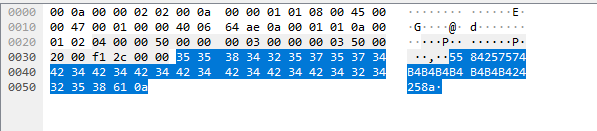 0000 00 0a 00 00 02 02 00 0a 00 00 01 01 08 00 45 00 ········ ······E·
0010 00 47 00 01 00 00 40 06 64 ae 0a 00 01 01 0a 00 ·G····@· d·······
0020 01 02 04 00 00 50 00 00 00 03 00 00 00 03 50 00 ·····P·· ······P·
0030 20 00 f1 2c 00 00 35 35 38 34 32 35 37 35 37 34 ··,··55 84257574
0040 42 34 42 34 42 34 42 34 42 34 42 34 42 34 32 34 B4B4B4B4 B4B4B424
0050 32 35 38 61 0a 258a·